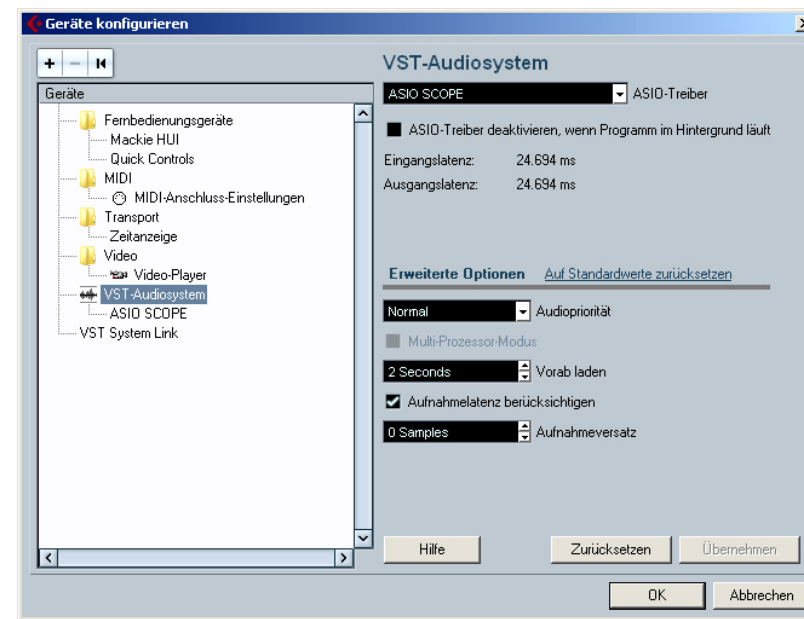 Geräte konfigurieren
Geräte
Fernbedienungsgeräte
Mackie HUI
Quick Controls
MIDI
MIDI-Anschluss-Einstellungen
Transport
Zeitanzeige
Video
Video-Player
VST-Audiosystem
ASIO SCOPE
VST System Link
VST-Audiosystem
ASIO SCOPE ASIO-Treiber
ASIO-Treiber deaktivieren, wenn Programm im Hintergrund läuft
Eingangslatenz: 24.694 ms
Ausgangslatenz: 24.694 ms
Erweiterte Optionen Auf Standardwerte zurücksetzen
Normal Audiopriorität
Multi-Prozessor-Modus
2 Seconds Vorab laden
Aufnahmelatenz berücksichtigen
0 Samples Aufnahmeversatz
Hilfe Zurücksetzen Übernehmen
OK Abbrechen